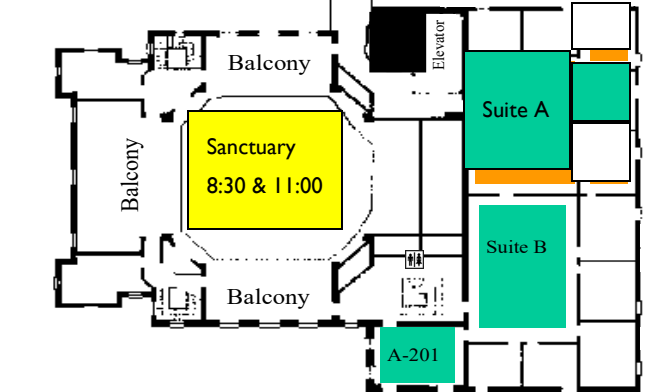 Elevator
Balcony
Suite A
Sanctuary
8:30 & 11:00
Balcony
Suite B
Balcony
A-201